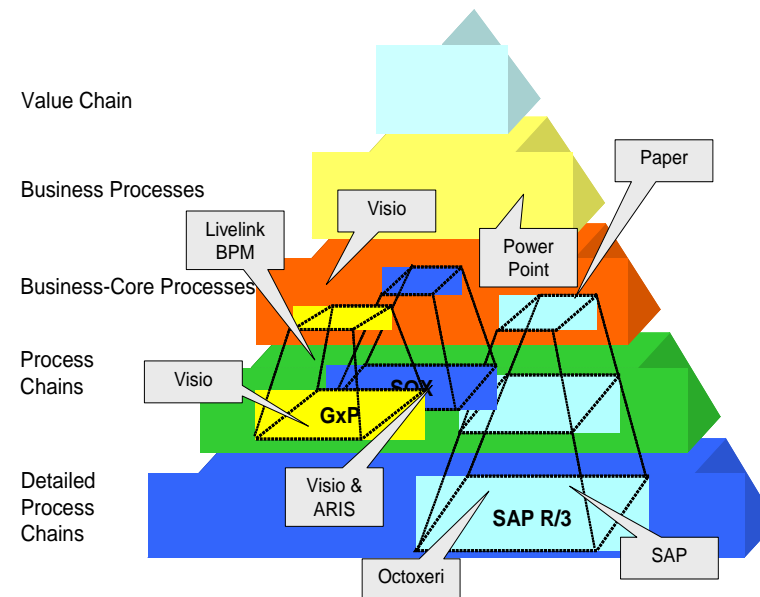 Value Chain
Paper
Business Processes
Visio
Livelink
BPM
Power
Point
Business-Core Processes
Process
Chains
Visio
SOX
GxP
Visio &
ARIS
Detailed
Process
Chains
SAP R/3
SAP
Octoxeri